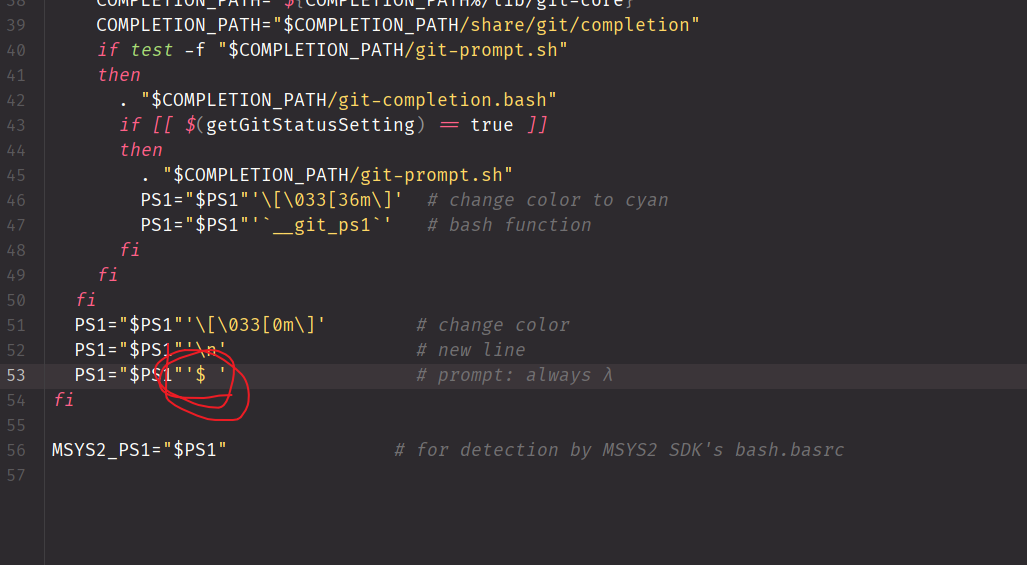 38 COMPLETION_PATH="${COMPLETION_PATH%/lib/git-core}
39 COMPLETION_PATH="$COMPLETION_PATH/share/git/completion"
40 if test -f "$COMPLETION_PATH/git-prompt.sh"
41 then
42 . "$COMPLETION_PATH/git-completion.bash"
43 if [[ $(getGitStatusSetting) == true ]]
44 then
45 . "$COMPLETION_PATH/git-prompt.sh"
46 PS1="$PS1"'\[\033[36m\]' # change color to cyan
47 PS1="$PS1"'`__git_ps1`' # bash function
48 fi
49 fi
50 fi
51 PS1="$PS1"'\[\033[0m\]' # change color
52 PS1="$PS1"'\n' # new line
53 PS1="$PS1"'$ ' # prompt: always λ
54 fi
55
56 MSYS2_PS1="$PS1" # for detection by MSYS2 SDK's bash.basrc
57